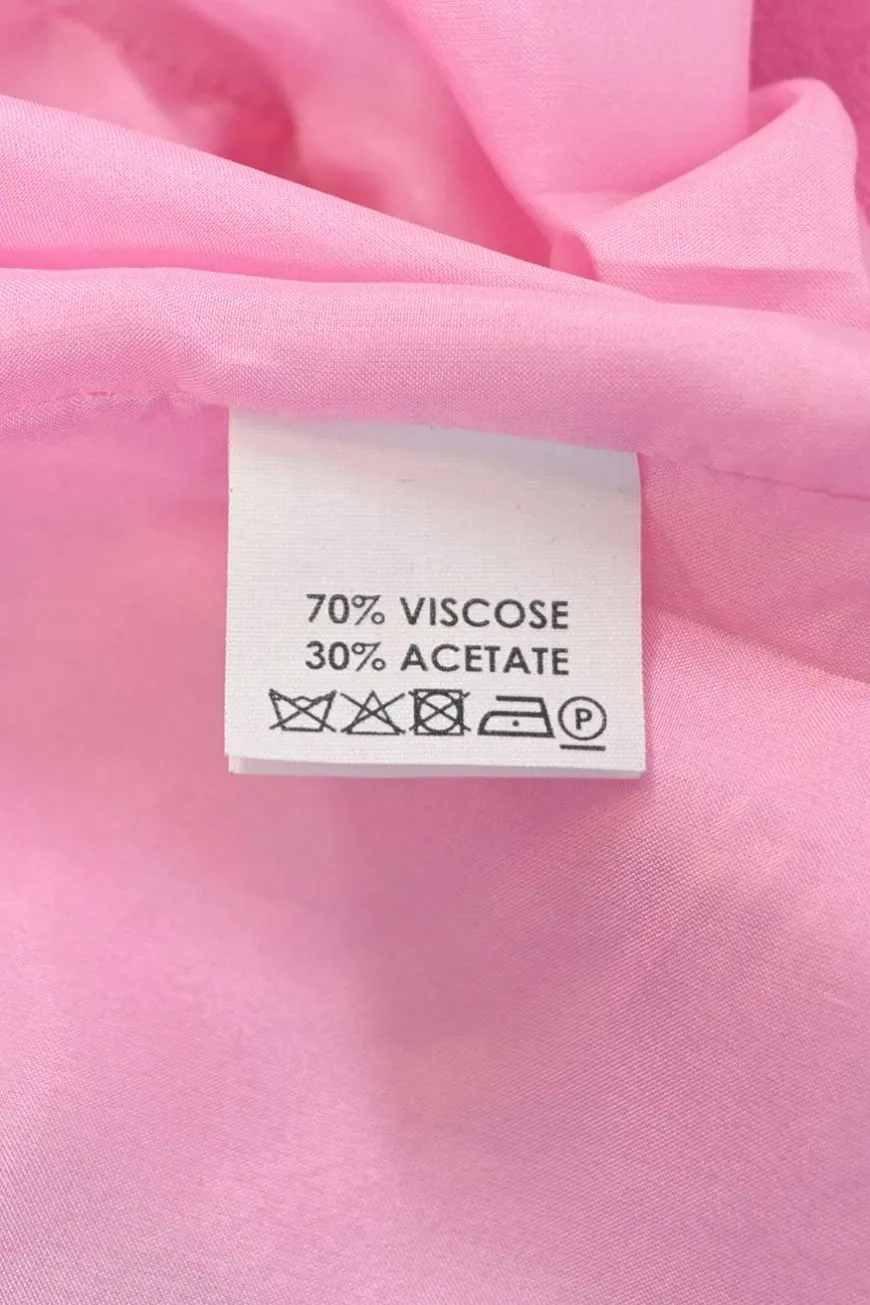 70% VISCOSE
30% ACETATE
P